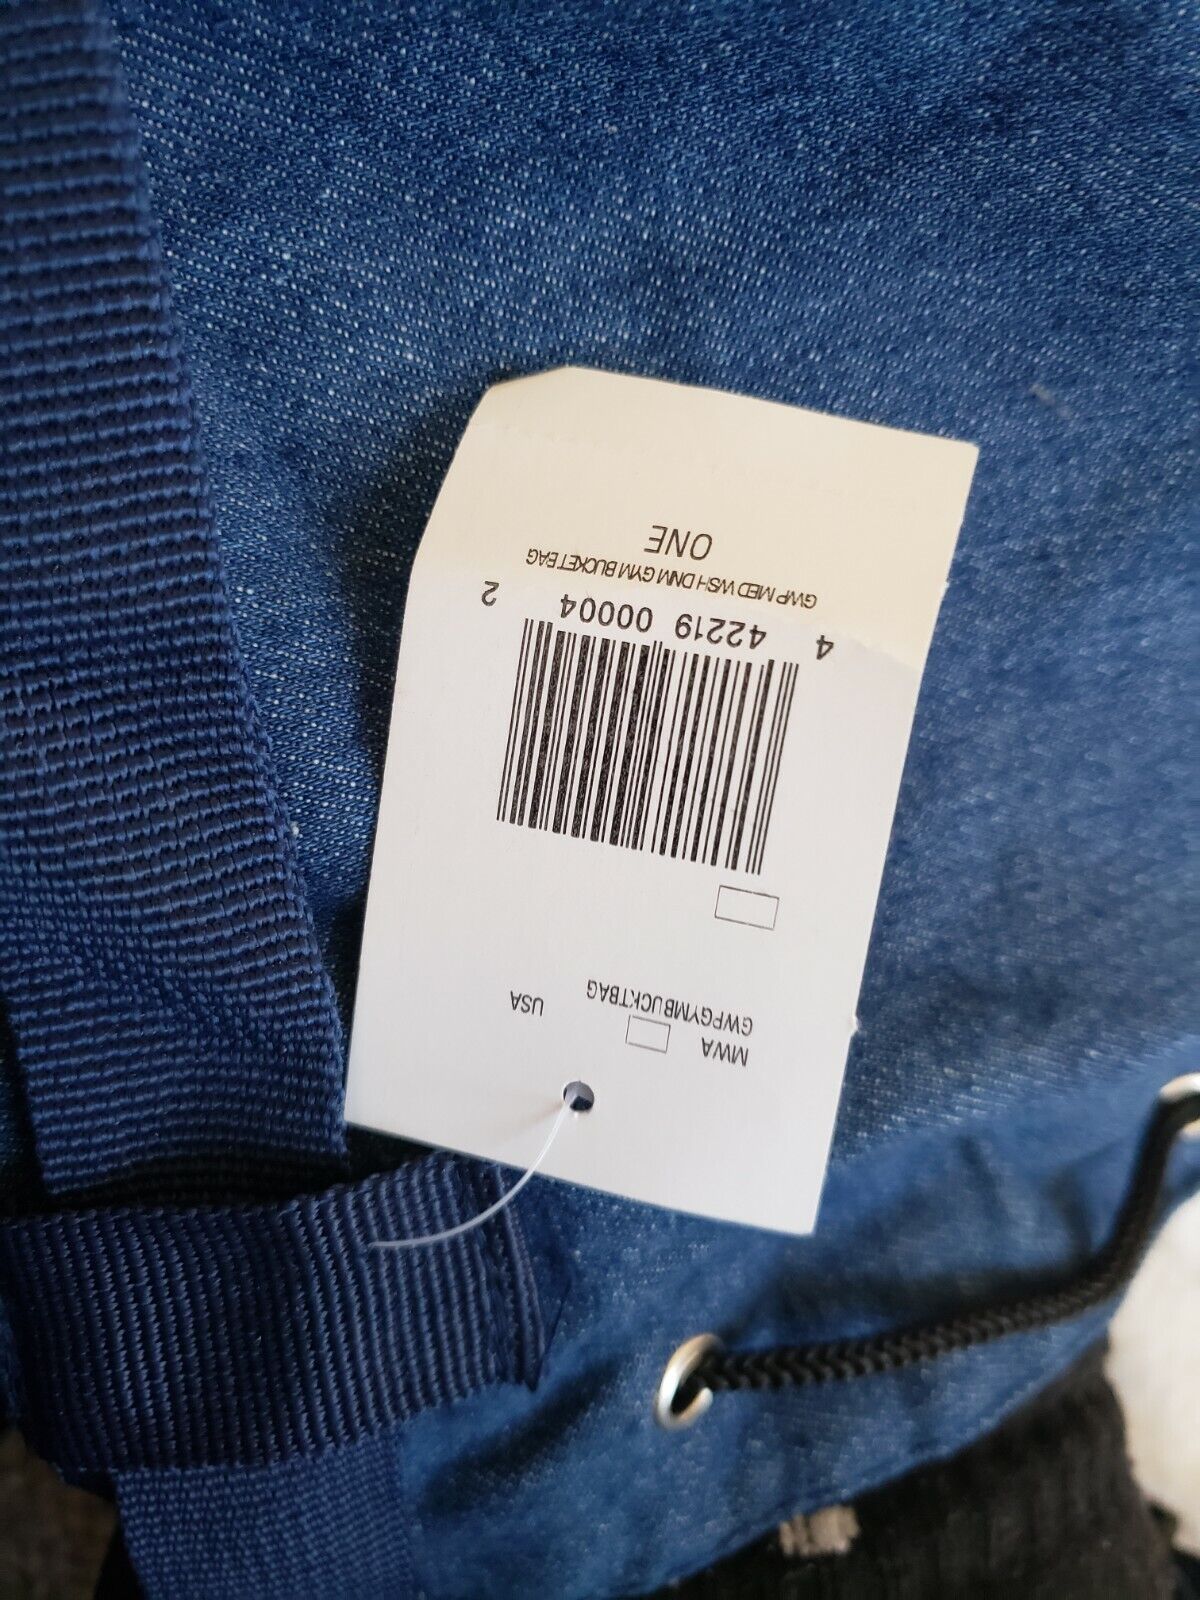 MWA
GWPGYMBUCKTBAG USA
4 42219 00004 2
GWP MED WSH DNM GYM BUCKET BAG
ONE